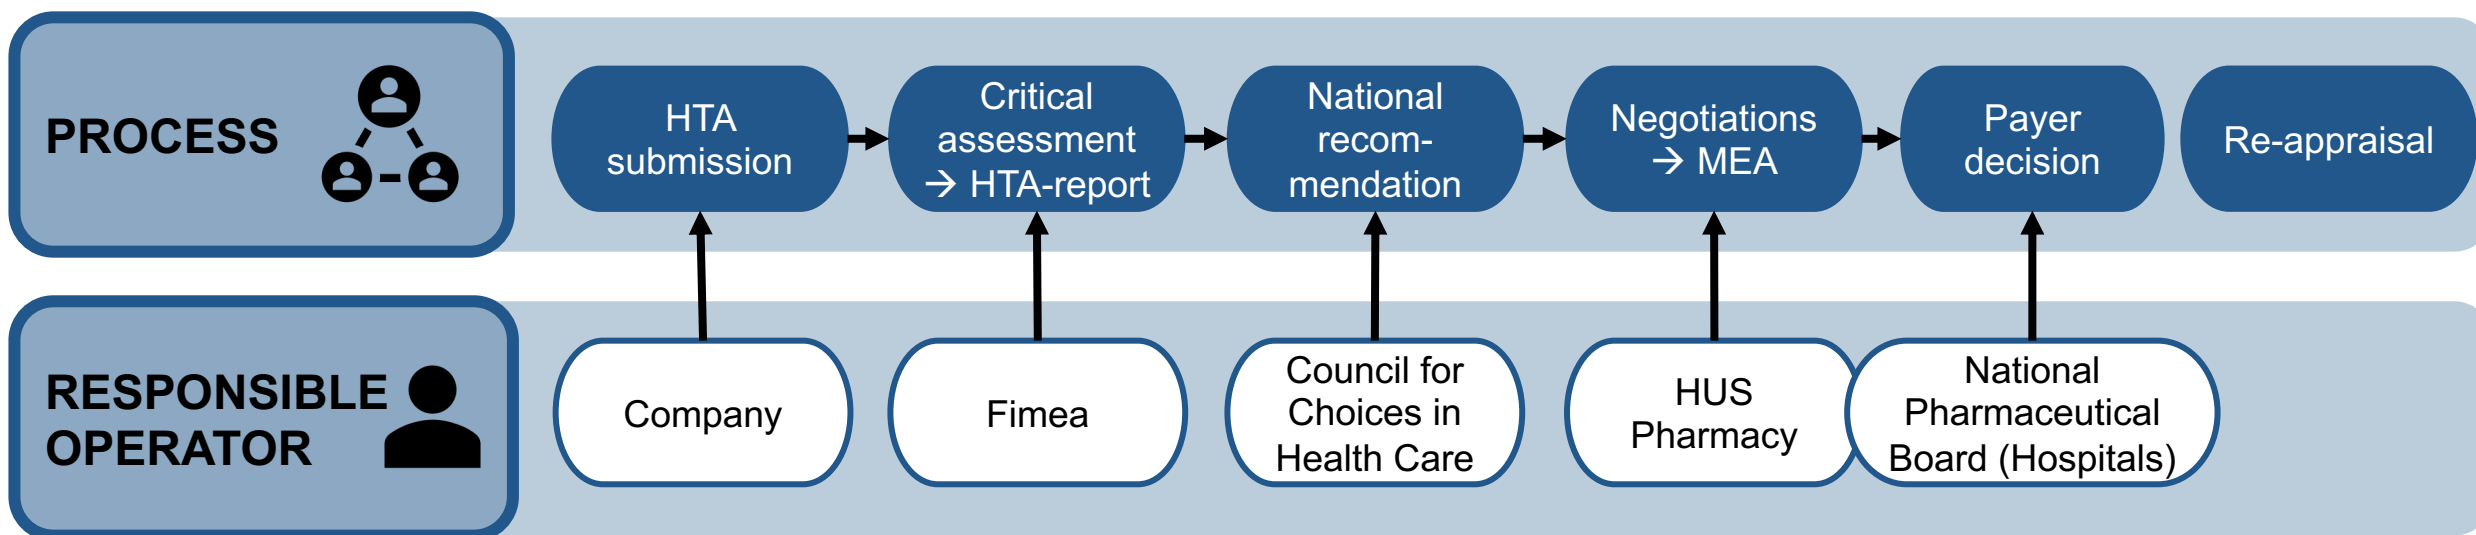 PROCESS
HTA
submission
Critical
assessment
→ HTA-report
National
recom-
mendation
Negotiations
→ MEA
Payer
decision
Re-appraisal
RESPONSIBLE
OPERATOR
Company
Fimea
Council for
Choices in
Health Care
HUS
Pharmacy
National
Pharmaceutical
Board (Hospitals)